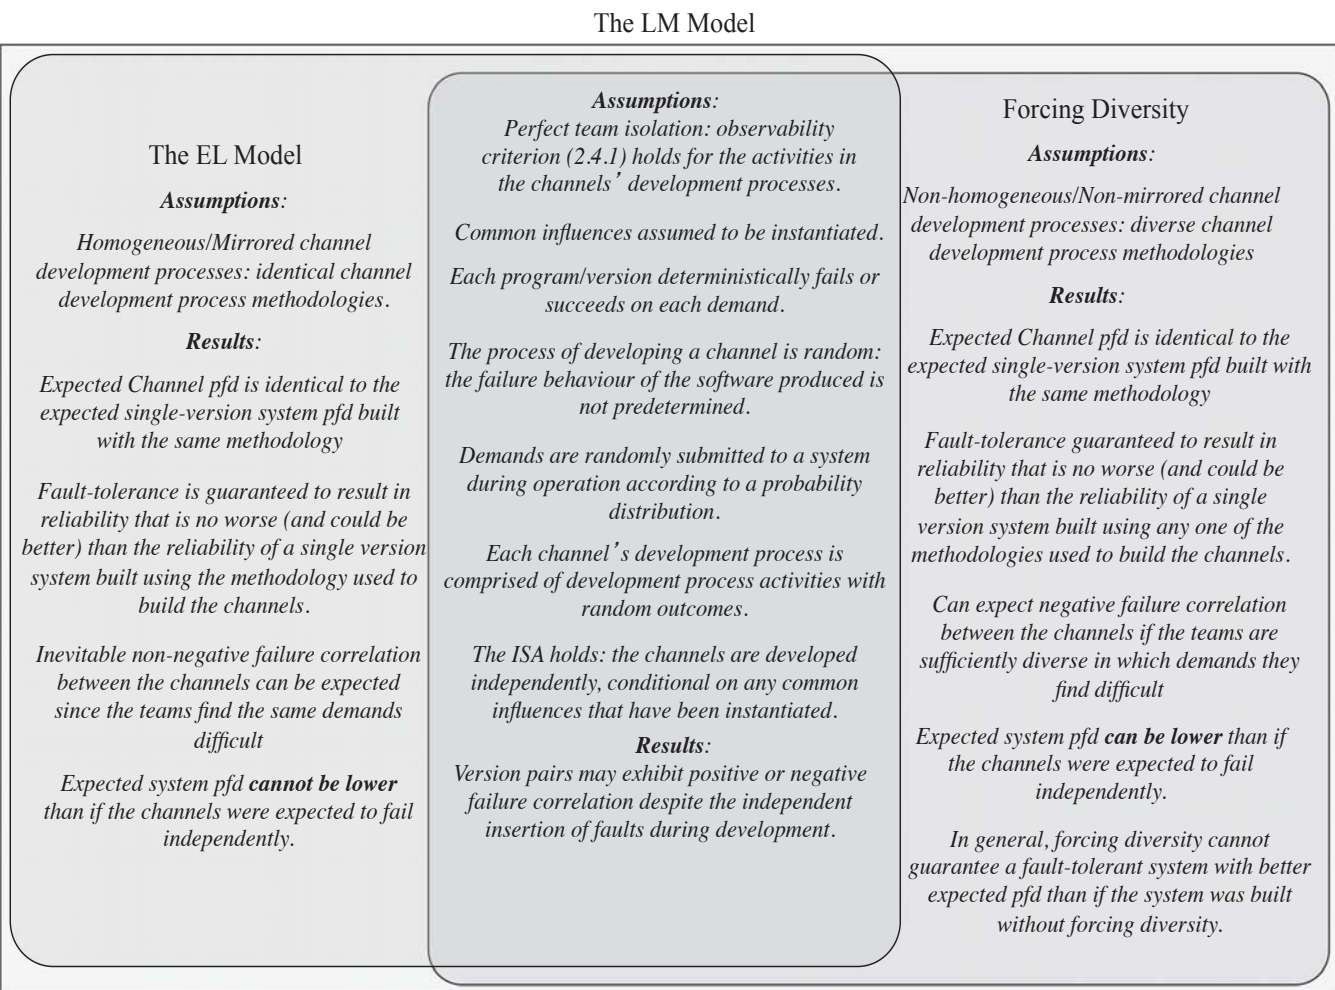 The LM Model
The EL Model
Assumptions:
Homogeneous/Mirrored channel
development processes: identical channel
development process methodologies.
Results:
Expected Channel pfd is identical to the
expected single-version system pfd built
with the same methodology
Fault-tolerance is guaranteed to result in
reliability that is no worse (and could be
better) than the reliability of a single version
system built using the methodology used to
build the channels.
Inevitable non-negative failure correlation
between the channels can be expected
since the teams find the same demands
difficult
Expected system pfd cannot be lower
than if the channels were expected to fail
independently.
Assumptions:
Perfect team isolation: observability
criterion (2.4.1) holds for the activities in
the channels’ development processes.
Common influences assumed to be instantiated.
Each program/version deterministically fails or
succeeds on each demand.
The process of developing a channel is random:
the failure behaviour of the software produced is
not predetermined.
Demands are randomly submitted to a system
during operation according to a probability
distribution.
Each channel’s development process is
comprised of development process activities with
random outcomes.
The ISA holds: the channels are developed
independently, conditional on any common
influences that have been instantiated.
Results:
Version pairs may exhibit positive or negative
failure correlation despite the independent
insertion of faults during development.
Forcing Diversity
Assumptions:
Non-homogeneous/Non-mirrored channel
development processes: diverse channel
development process methodologies
Results:
Expected Channel pfd is identical to the
expected single-version system pfd built with
the same methodology
Fault-tolerance guaranteed to result in
reliability that is no worse (and could be
better) than the reliability of a single
version system built using any one of the
methodologies used to build the channels.
Can expect negative failure correlation
between the channels if the teams are
sufficiently diverse in which demands they
find difficult
Expected system pfd can be lower than if
the channels were expected to fail
independently.
In general, forcing diversity cannot
guarantee a fault-tolerant system with better
expected pfd than if the system was built
without forcing diversity.